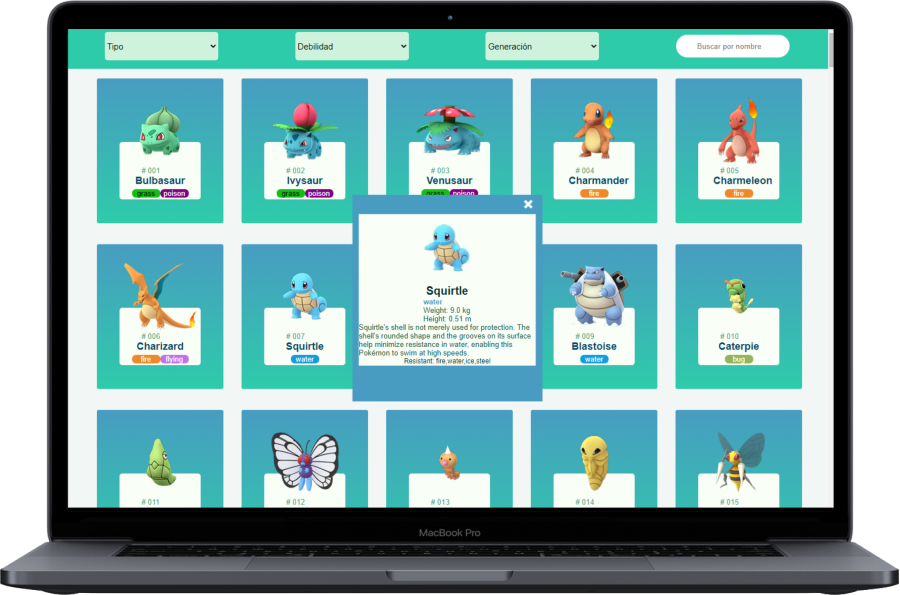 Tipo
Debilidad
Generación
Buscar por nombre
# 001
Bulbasaur
grass poison
# 002
Ivysaur
grass poison
# 003
Venusaur
grass poison
# 004
Charmander
fire
# 005
Charmeleon
fire
Squirtle
water
Weight: 9.0 kg
Height: 0.51 m
Squirtle's shell is not merely used for protection. The
shell's rounded shape and the grooves on its surface
help minimize resistance in water, enabling this
Pokémon to swim at high speeds.
Resistant: fire,water,ice,steel
# 006
Charizard
fire flying
# 007
Squirtle
water
# 009
Blastoise
water
# 010
Caterpie
bug
# 011
# 012
# 013
# 014
# 015
MacBook Pro